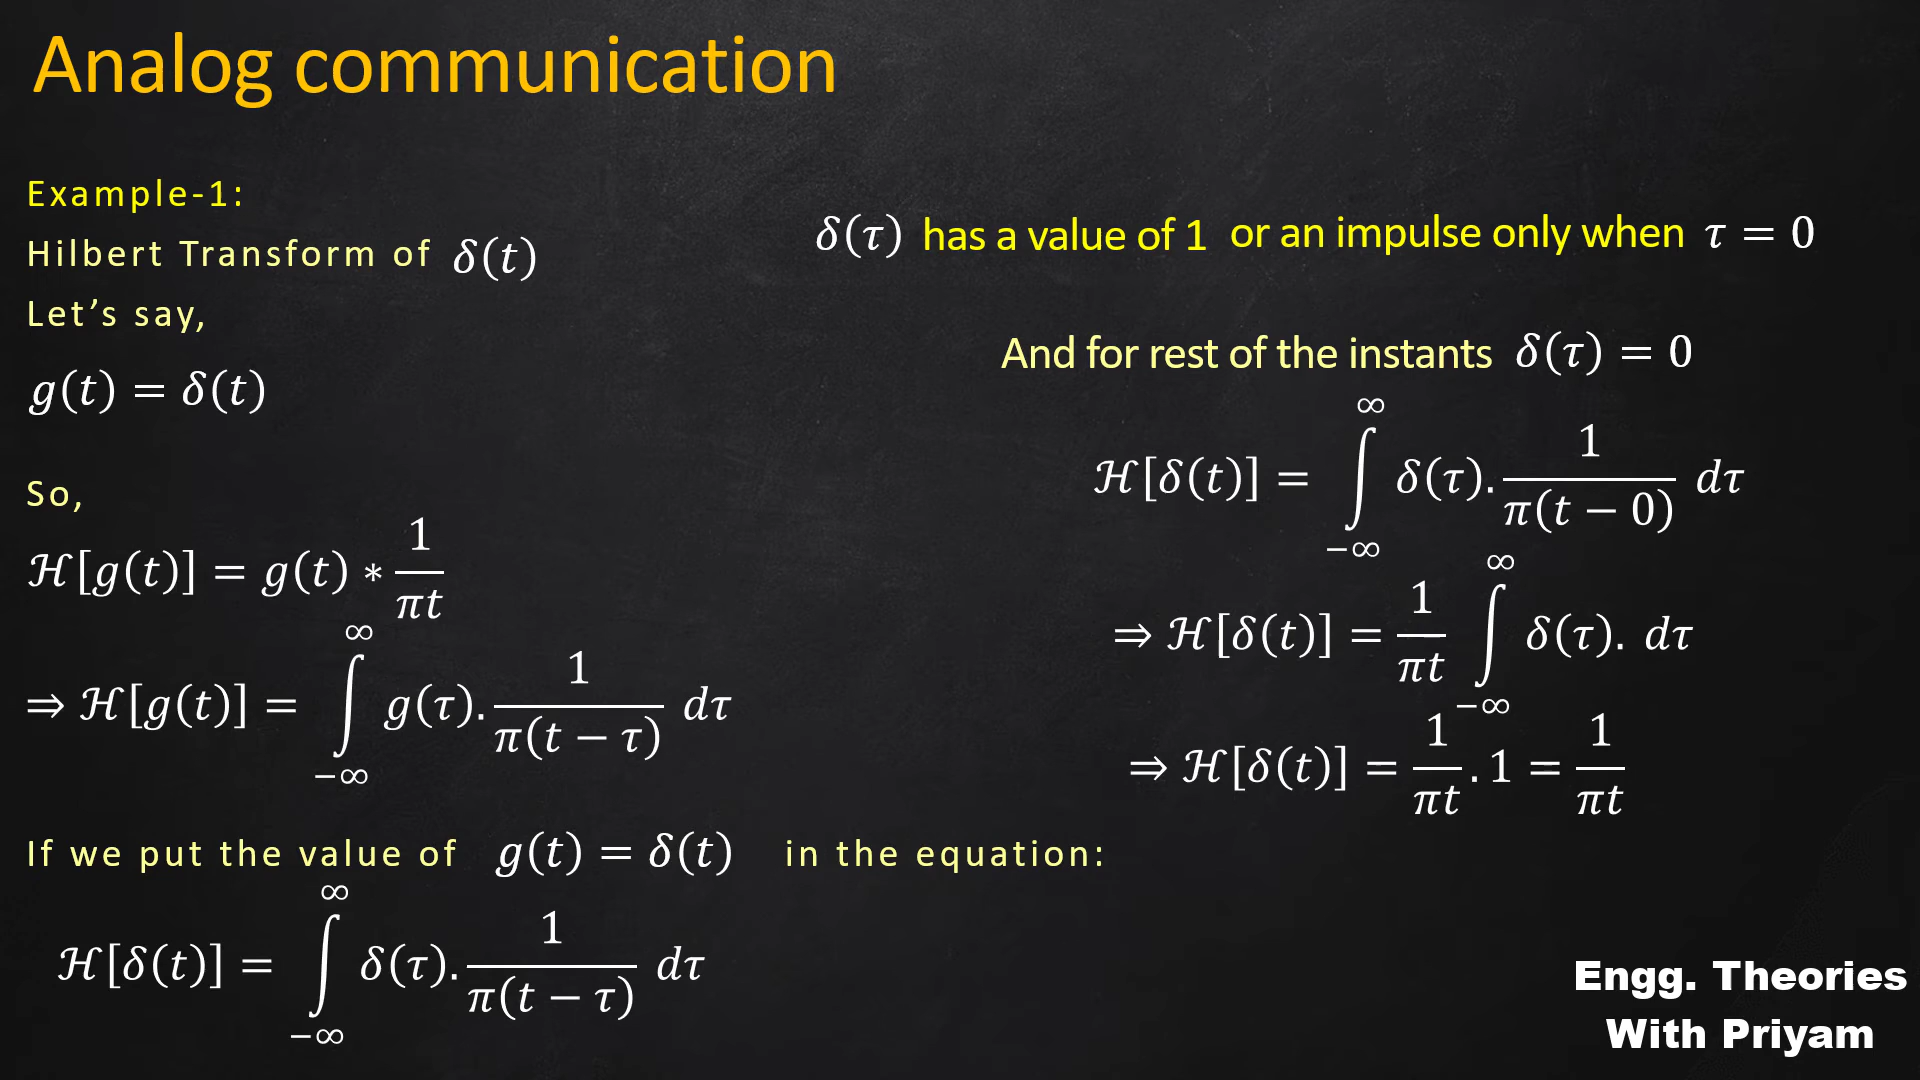 Analog communication
Example-1:
Hilbert Transform of δ(t)
Let’s say,
g(t) = δ(t)
So,
ℋ[g(t)] = g(t) ∗ 1/πt
⇒ ℋ[g(t)] = ∫_{−∞}^{∞} g(τ). 1/π(t − τ) dτ
If we put the value of g(t) = δ(t) in the equation:
ℋ[δ(t)] = ∫_{−∞}^{∞} δ(τ). 1/π(t − τ) dτ
δ(τ) has a value of 1 or an impulse only when τ = 0
And for rest of the instants δ(τ) = 0
ℋ[δ(t)] = ∫_{−∞}^{∞} δ(τ). 1/π(t − 0) dτ
⇒ ℋ[δ(t)] = 1/πt ∫_{−∞}^{∞} δ(τ). dτ
⇒ ℋ[δ(t)] = 1/πt . 1 = 1/πt
Engg. Theories
With Priyam